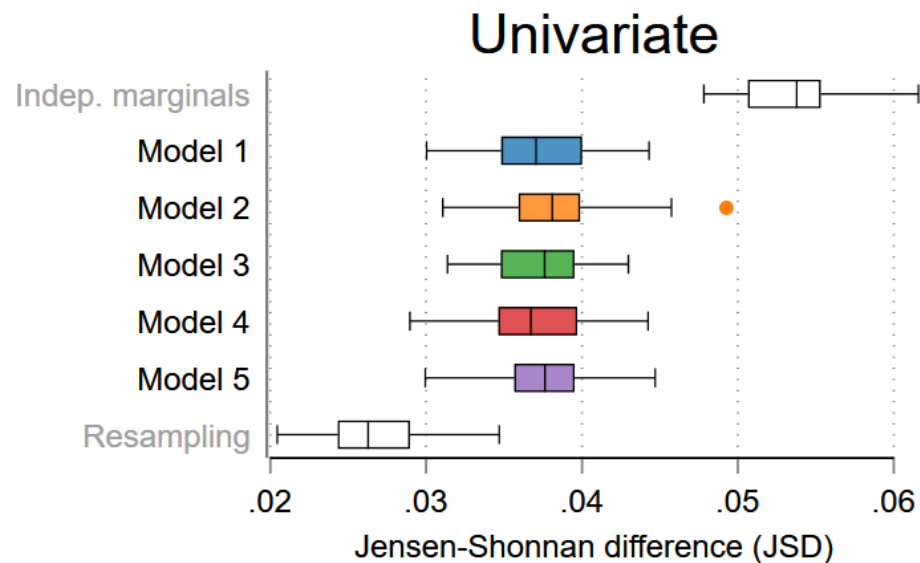 Univariate
Indep. marginals
Model 1
Model 2
Model 3
Model 4
Model 5
Resampling
.02 .03 .04 .05 .06
Jensen-Shonnan difference (JSD)